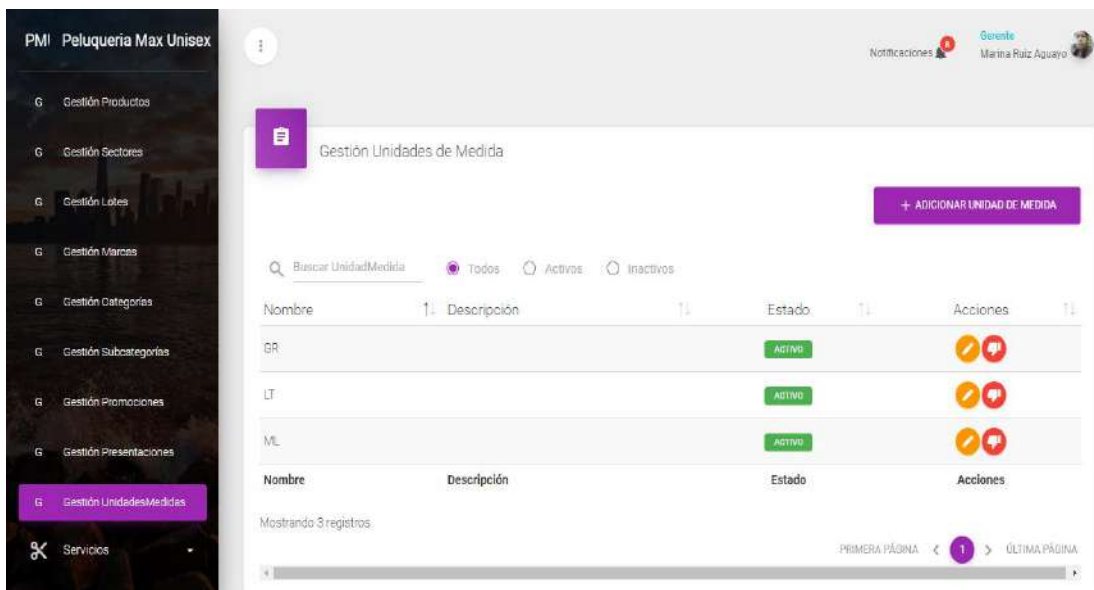 PMI Peluqueria Max Unisex
G Gestión Productos
G Gestión Sectores
G Gestión Lotes
G Gestión Marcas
G Gestión Categorías
G Gestión Subcategorías
G Gestión Promociones
G Gestión Presentaciones
G Gestión UnidadesMedidas
Servicios
Notificaciones 8
Gerente
Marina Ruiz Aguayo
Gestión Unidades de Medida
+ ADICIONAR UNIDAD DE MEDIDA
Buscar UnidadMedida Todos Activos Inactivos
Nombre Descripción Estado Acciones
GR ACTIVO
LT ACTIVO
ML ACTIVO
Nombre Descripción Estado Acciones
Mostrando 3 registros
PRIMERA PÁGINA 1 ÚLTIMA PÁGINA